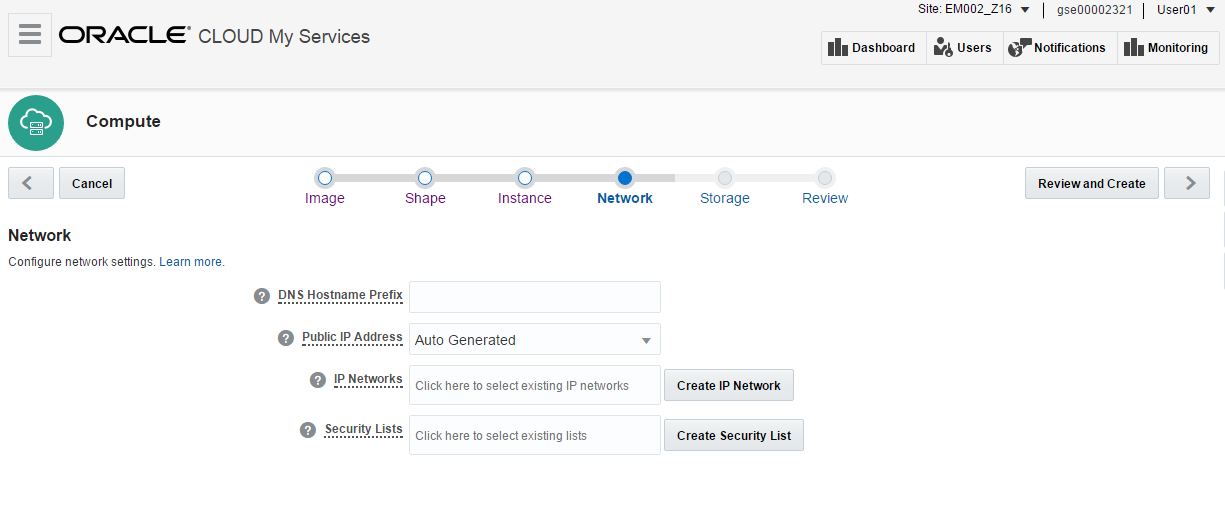 Site: EM002_Z16 gse00002321 User01
ORACLE CLOUD My Services
Dashboard Users Notifications Monitoring
Compute
Cancel
Image Shape Instance Network Storage Review
Review and Create
Network
Configure network settings. Learn more.
? DNS Hostname Prefix
? Public IP Address Auto Generated
? IP Networks Click here to select existing IP networks Create IP Network
? Security Lists Click here to select existing lists Create Security List